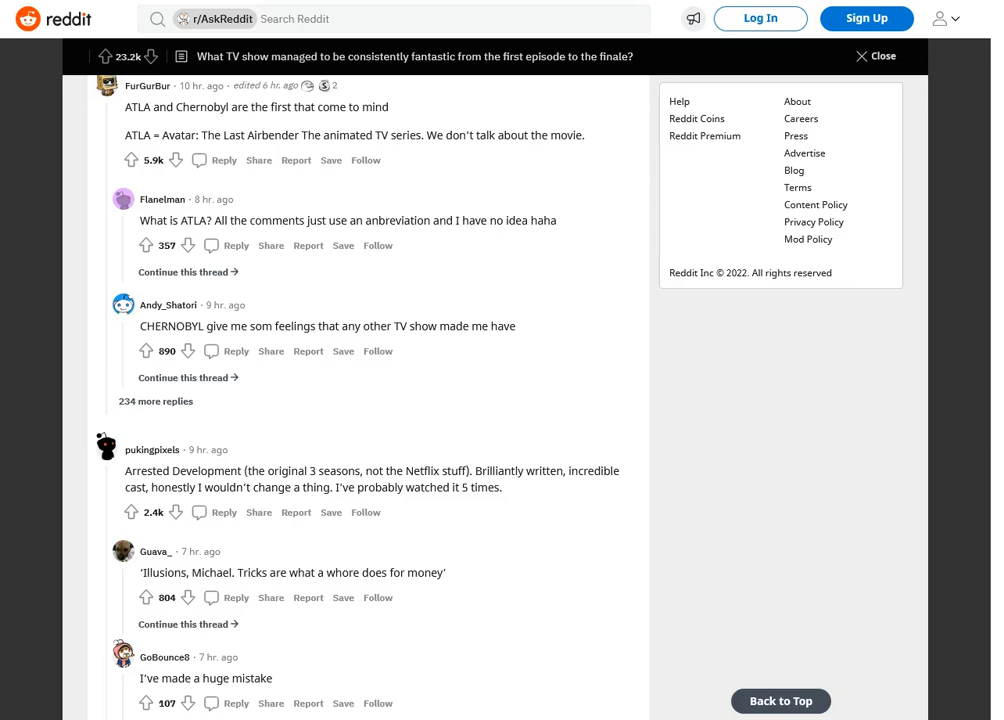 reddit
r/AskReddit Search Reddit
Log In
Sign Up
23.2k What TV show managed to be consistently fantastic from the first episode to the finale?
Close
FurGurBur · 10 hr. ago · edited 6 hr. ago S 2
ATLA and Chernobyl are the first that come to mind
ATLA = Avatar: The Last Airbender The animated TV series. We don't talk about the movie.
5.9k Reply Share Report Save Follow
Flanelman · 8 hr. ago
What is ATLA? All the comments just use an anbreviation and I have no idea haha
357 Reply Share Report Save Follow
Continue this thread →
Andy_Shatori · 9 hr. ago
CHERNOBYL give me som feelings that any other TV show made me have
890 Reply Share Report Save Follow
Continue this thread →
234 more replies
pukingpixels · 9 hr. ago
Arrested Development (the original 3 seasons, not the Netflix stuff). Brilliantly written, incredible
cast, honestly I wouldn't change a thing. I've probably watched it 5 times.
2.4k Reply Share Report Save Follow
Guava_ · 7 hr. ago
'Illusions, Michael. Tricks are what a whore does for money'
804 Reply Share Report Save Follow
Continue this thread →
GoBounce8 · 7 hr. ago
I've made a huge mistake
107 Reply Share Report Save Follow
Help
Reddit Coins
Reddit Premium
About
Careers
Press
Advertise
Blog
Terms
Content Policy
Privacy Policy
Mod Policy
Reddit Inc © 2022. All rights reserved
Back to Top